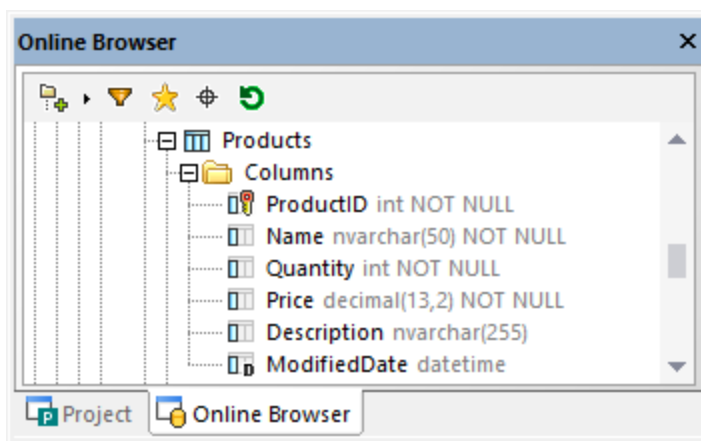 Online Browser
Products
Columns
ProductID int NOT NULL
Name nvarchar(50) NOT NULL
Quantity int NOT NULL
Price decimal(13,2) NOT NULL
Description nvarchar(255)
ModifiedDate datetime
Project Online Browser